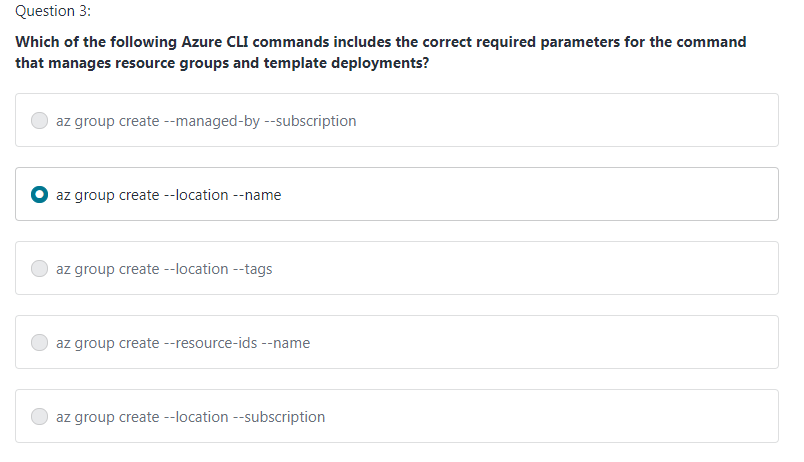 Question 3:
Which of the following Azure CLI commands includes the correct required parameters for the command
that manages resource groups and template deployments?
az group create --managed-by --subscription
az group create --location --name
az group create --location --tags
az group create --resource-ids --name
az group create --location --subscription